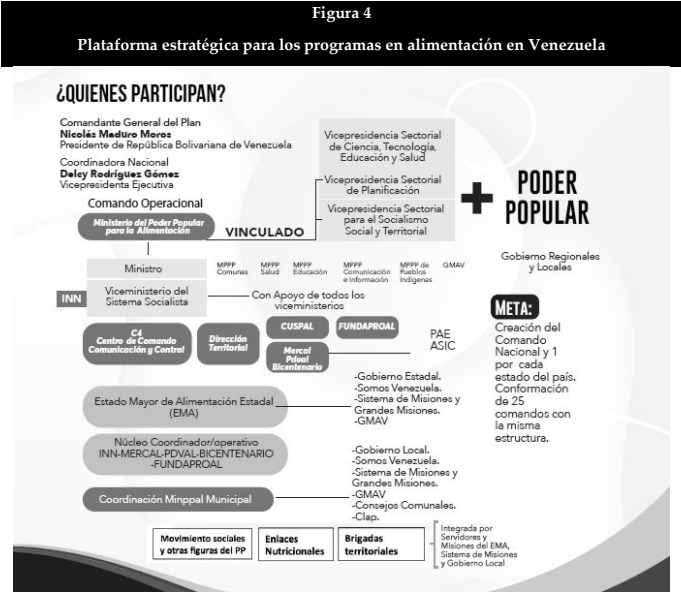 Figura 4
Plataforma estratégica para los programas en alimentación en Venezuela
¿QUIENES PARTICIPAN?
Comandante General del Plan
Nicolás Maduro Moros
Presidente de República Bolivariana de Venezuela
Coordinadora Nacional
Delcy Rodríguez Gómez
Vicepresidenta Ejecutiva
Comando Operacional
Ministerio del Poder Popular
para la Alimentación
VINCULADO
Vicepresidencia Sectorial
de Ciencia, Tecnología,
Educación y Salud
Vicepresidencia Sectorial
de Planificación
Vicepresidencia Sectorial
para el Socialismo
Social y Territorial
+
PODER
POPULAR
Gobierno Regionales
y Locales
Ministro
MPPP
Comunas
MPPP
Salud
MPPP
Educación
MPPP
Comunicación
e Información
MPPP de
Pueblos
Indígenas
GMAV
INN
Viceministerio del
Sistema Socialista
Con Apoyo de todos los
viceministerios
META:
Creación del
Comando
Nacional y 1
por cada
estado del país.
Conformación
de 25
comandos con
la misma
estructura.
C4
Centro de Comando
Comunicación y Control
Dirección
Territorial
CUSPAL
FUNDAPROAL
Mercal
Pdval
Bicentenario
PAE
ASIC
Estado Mayor de Alimentación Estadal
(EMA)
-Gobierno Estadal.
-Somos Venezuela.
-Sistema de Misiones y
Grandes Misiones.
-GMAV
Núcleo Coordinador/operativo
INN-MERCAL-PDVAL-BICENTENARIO
-FUNDAPROAL
Coordinación Minppal Municipal
-Gobierno Local.
-Somos Venezuela.
-Sistema de Misiones y
Grandes Misiones.
-GMAV
-Consejos Comunales.
-Clap.
Movimiento sociales
y otras figuras del PP
Enlaces
Nutricionales
Brigadas
territoriales
Integrada por
Servidores y
Misiones del EMA,
Sistema de Misiones
y Gobierno Local